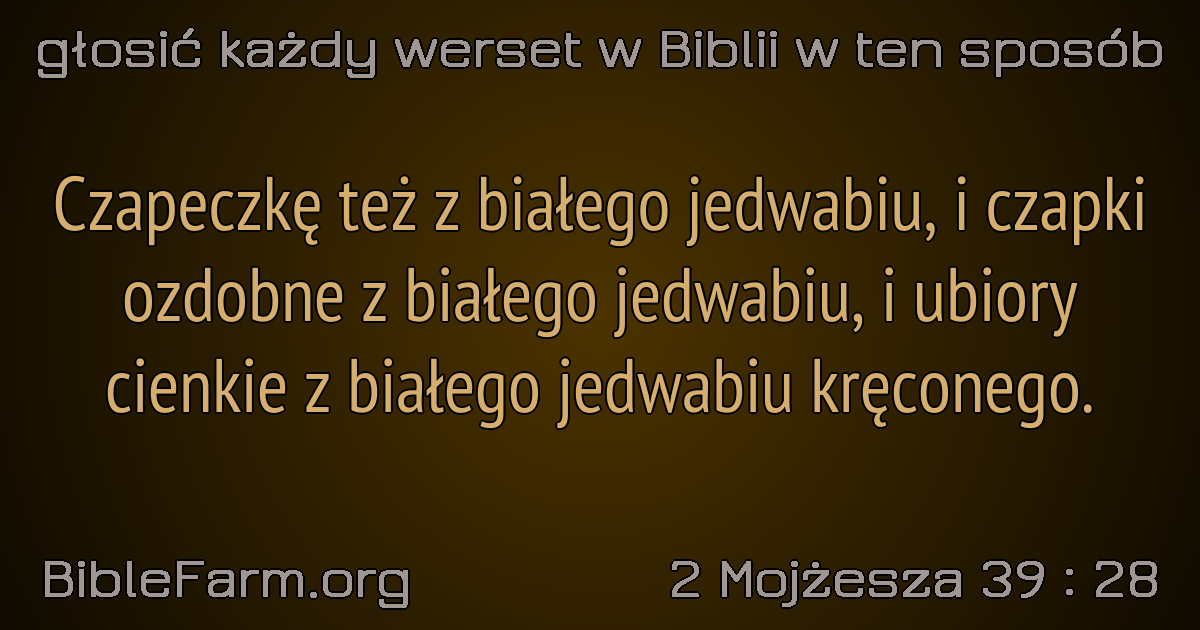 głosić każdy werset w Biblii w ten sposób
Czapeczkę też z białego jedwabiu, i czapki
ozdobne z białego jedwabiu, i ubiory
cienkie z białego jedwabiu kręconego.
BibleFarm.org
2 Mojżesza 39 : 28